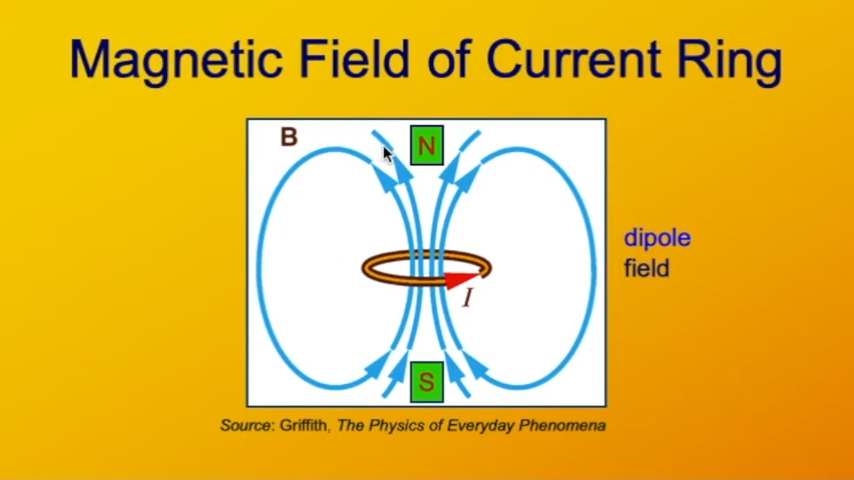 Magnetic Field of Current Ring
B
N
dipole
field
I
S
Source: Griffith, The Physics of Everyday Phenomena